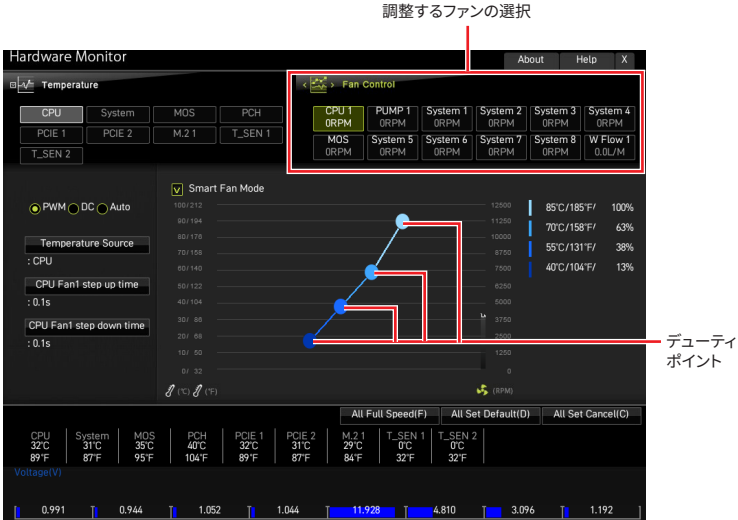 調整するファンの選択
Hardware Monitor
About Help X
Temperature
Fan Control
CPU System MOS PCH
PCIE 1 PCIE 2 M.2 1 T_SEN 1
T_SEN 2
CPU 1 PUMP 1 System 1 System 2 System 3 System 4
0RPM 0RPM 0RPM 0RPM 0RPM 0RPM
MOS System 5 System 6 System 7 System 8 W Flow 1
0RPM 0RPM 0RPM 0RPM 0RPM 0.0L/M
PWM DC Auto
Temperature Source
: CPU
CPU Fan1 step up time
: 0.1s
CPU Fan1 step down time
: 0.1s
Smart Fan Mode
100/212 12500
90/194 11250
80/176 10000
70/158 8750
60/140 7500
50/122 6250
40/104 5000
30/ 86 3750
20/ 68 2500
10/ 50 1250
0/ 32 0
(℃) (℉) (RPM)
85℃/185℉/ 100%
70℃/158℉/ 63%
55℃/131℉/ 38%
40℃/104℉/ 13%
デューティ
ポイント
All Full Speed(F) All Set Default(D) All Set Cancel(C)
CPU System MOS PCH PCIE 1 PCIE 2 M.2 1 T_SEN 1 T_SEN 2
32℃ 31℃ 35℃ 40℃ 32℃ 31℃ 29℃ 0℃ 0℃
89℉ 87℉ 95℉ 104℉ 89℉ 87℉ 84℉ 32℉ 32℉
Voltage(V)
0.991 0.944 1.052 1.044 11.928 4.810 3.096 1.192